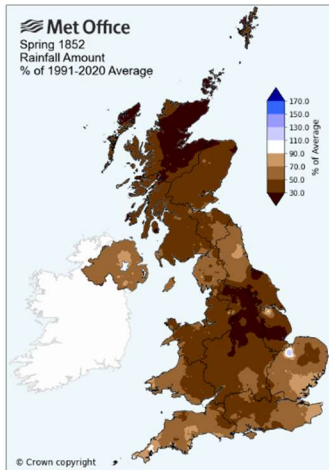 Met Office
Spring 1852
Rainfall Amount
% of 1991-2020 Average
170.0
150.0
130.0
110.0
90.0
70.0
50.0
30.0
% of Average
© Crown copyright